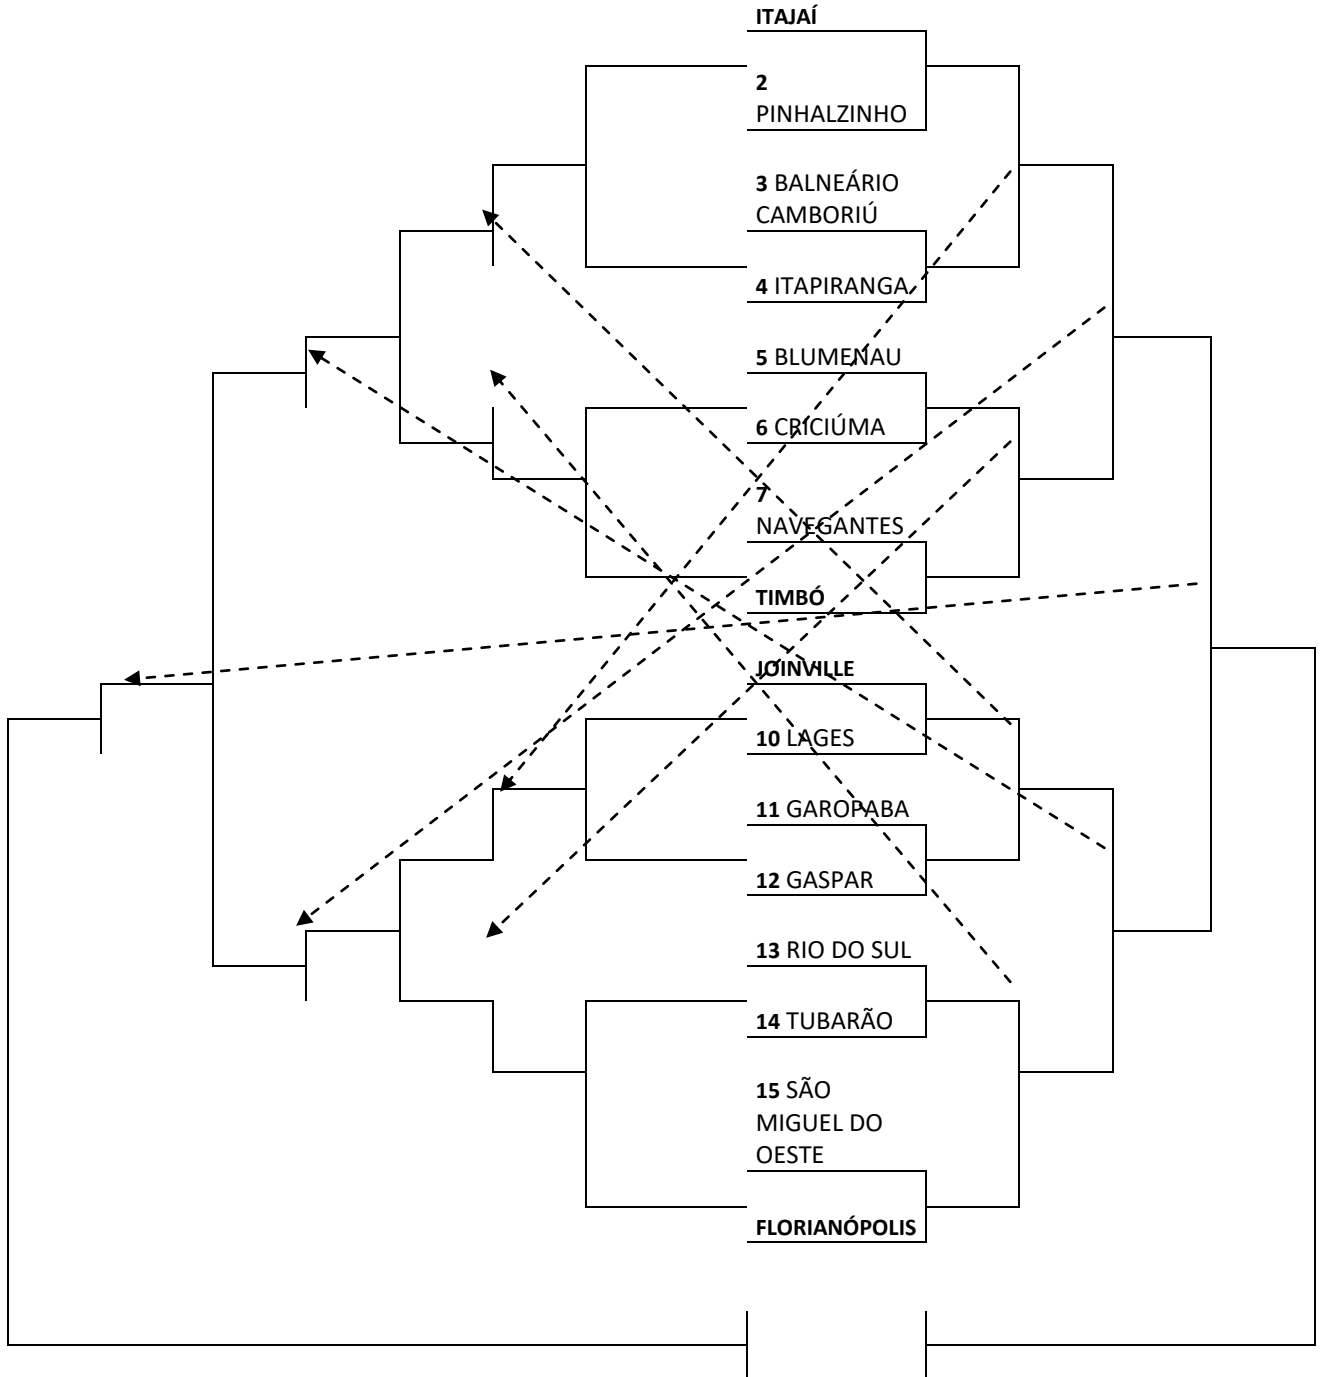 ITAJAÍ
2
PINHALZINHO
3 BALNEÁRIO
CAMBORIÚ
4 ITAPIRANGA
5 BLUMENAU
6 CRICIÚMA
7
NAVEGANTES
TIMBÓ
JOINVILLE
10 LAGES
11 GAROPABA
12 GASPAR
13 RIO DO SUL
14 TUBARÃO
15 SÃO
MIGUEL DO
OESTE
FLORIANÓPOLIS